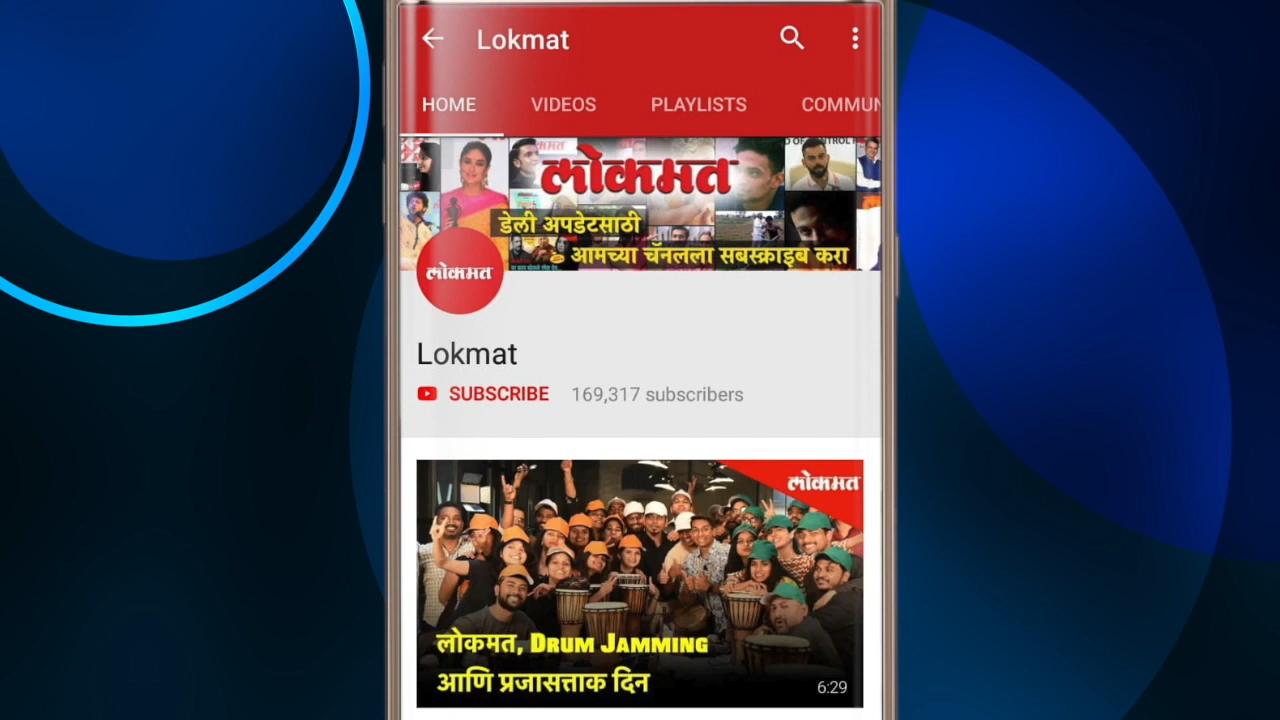 Lokmat
HOME VIDEOS PLAYLISTS COMMUN
लोकमत
डेली अपडेटसाठी
आमच्या चॅनलला सबस्क्राइब करा
लोकमत
Lokmat
SUBSCRIBE 169,317 subscribers
लोकमत
लोकमत, DRUM JAMMING
आणि प्रजासत्ताक दिन
6:29